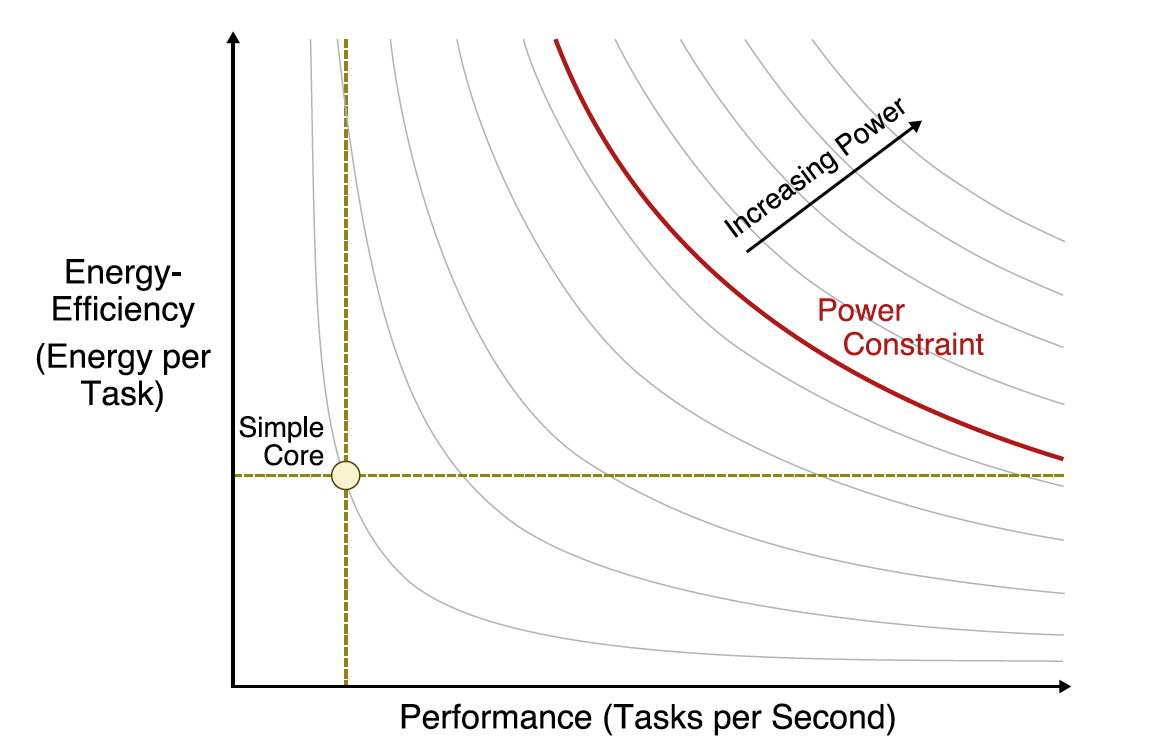 Increasing Power
Energy-
Efficiency
(Energy per
Task)
Power
Constraint
Simple
Core
Performance (Tasks per Second)